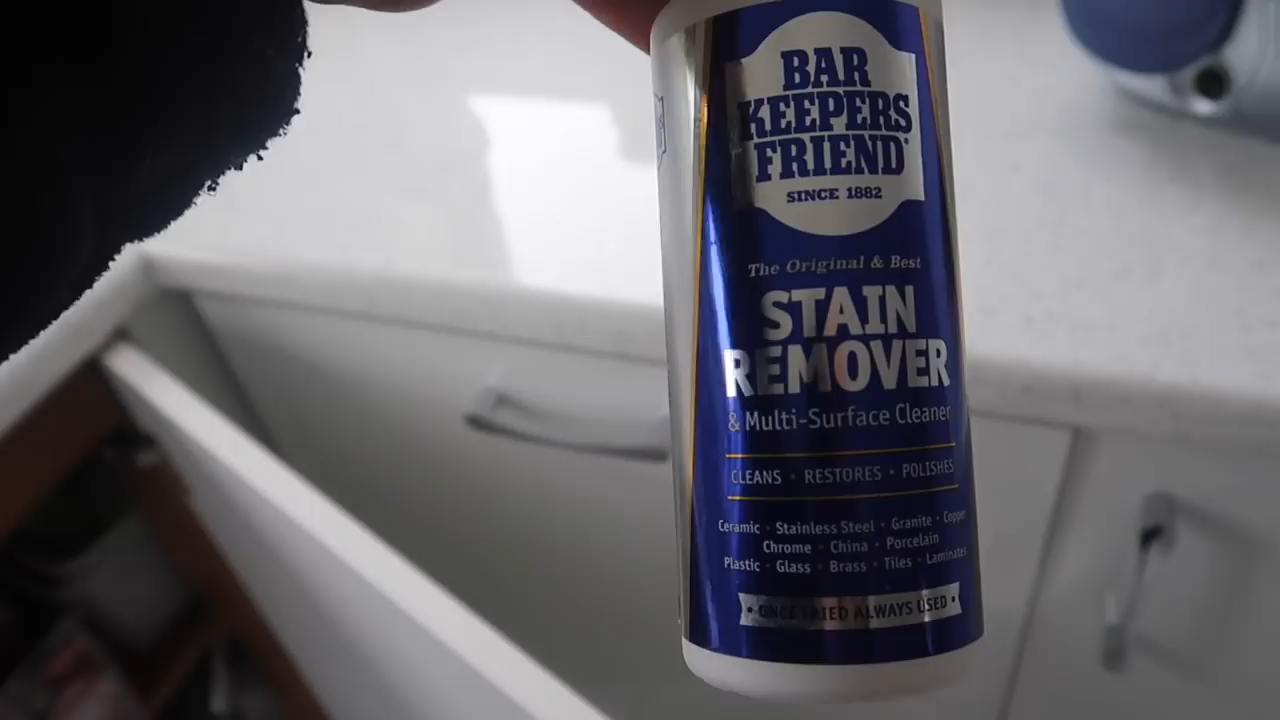 BAR
KEEPERS
FRIEND
SINCE 1882
The Original & Best
STAIN
REMOVER
& Multi-Surface Cleaner
CLEANS • RESTORES • POLISHES
Ceramic • Stainless Steel • Granite • Copper
Chrome • China • Porcelain
Plastic • Glass • Brass • Tiles • Laminates
• ONCE TRIED ALWAYS USED •